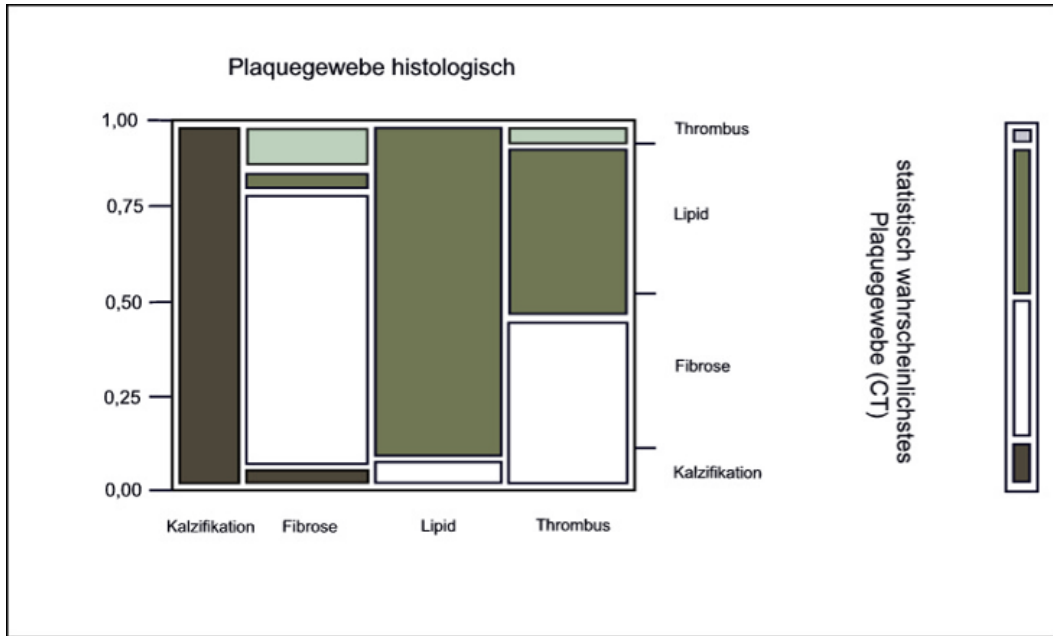 Plaquegewebe histologisch
1,00
0,75
0,50
0,25
0,00
Thrombus
Lipid
Fibrose
Kalzifikation
Kalzifikation
Fibrose
Lipid
Thrombus
statistisch wahrscheinlichstes
Plaquegewebe (CT)